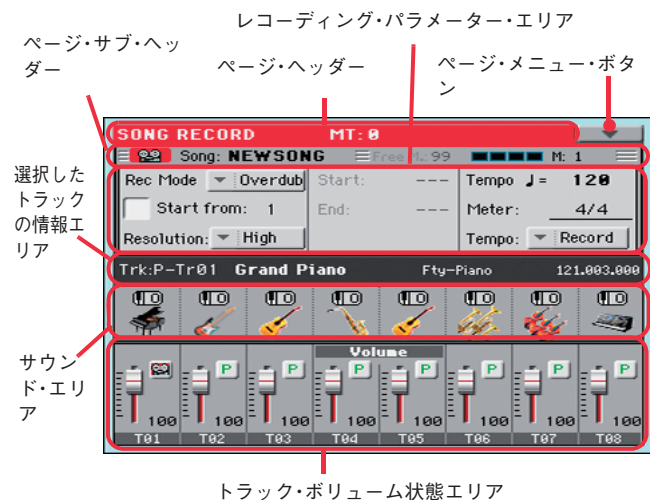 レコーディング・パラメーター・エリア
ページ・サブ・ヘッ
ダー
ページ・ヘッダー
ページ・メニュー・ボタ
ン
SONG RECORD MT: 0
Song: NEWSONG Free M.: 99 M: 1
選択した
トラック
の情報エ
リア
Rec Mode Overdub Start: --- Tempo ♩= 120
Start from: 1 End: --- Meter: 4/4
Resolution: High Tempo: Record
Trk:P-Tr01 Grand Piano Fty-Piano 121.003.000
サウン
ド・エリ
ア
Volume
P P P P P P P
100 100 100 100 100 100 100 100
T01 T02 T03 T04 T05 T06 T07 T08
トラック・ボリューム状態エリア